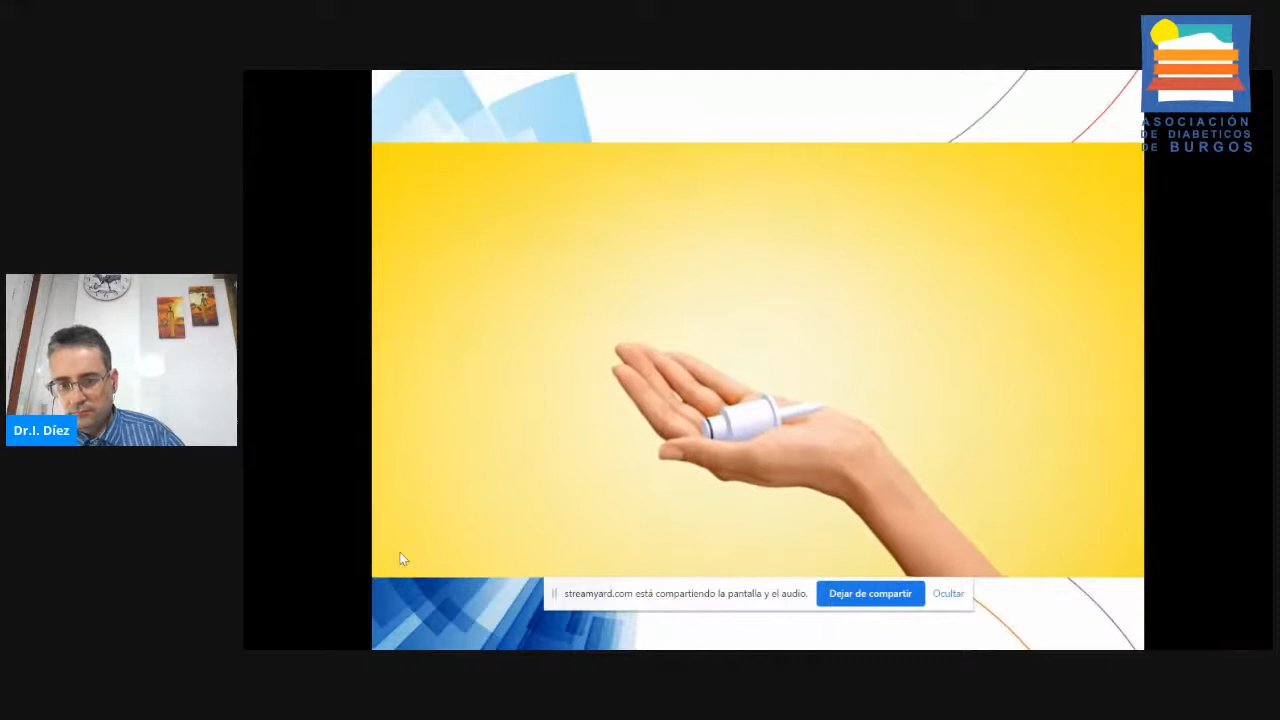 ASOCIACIÓN
DE DIABETICOS
DE BURGOS
Dr.I. Díez
streamyard.com está compartiendo la pantalla y el audio.
Dejar de compartir
Ocultar